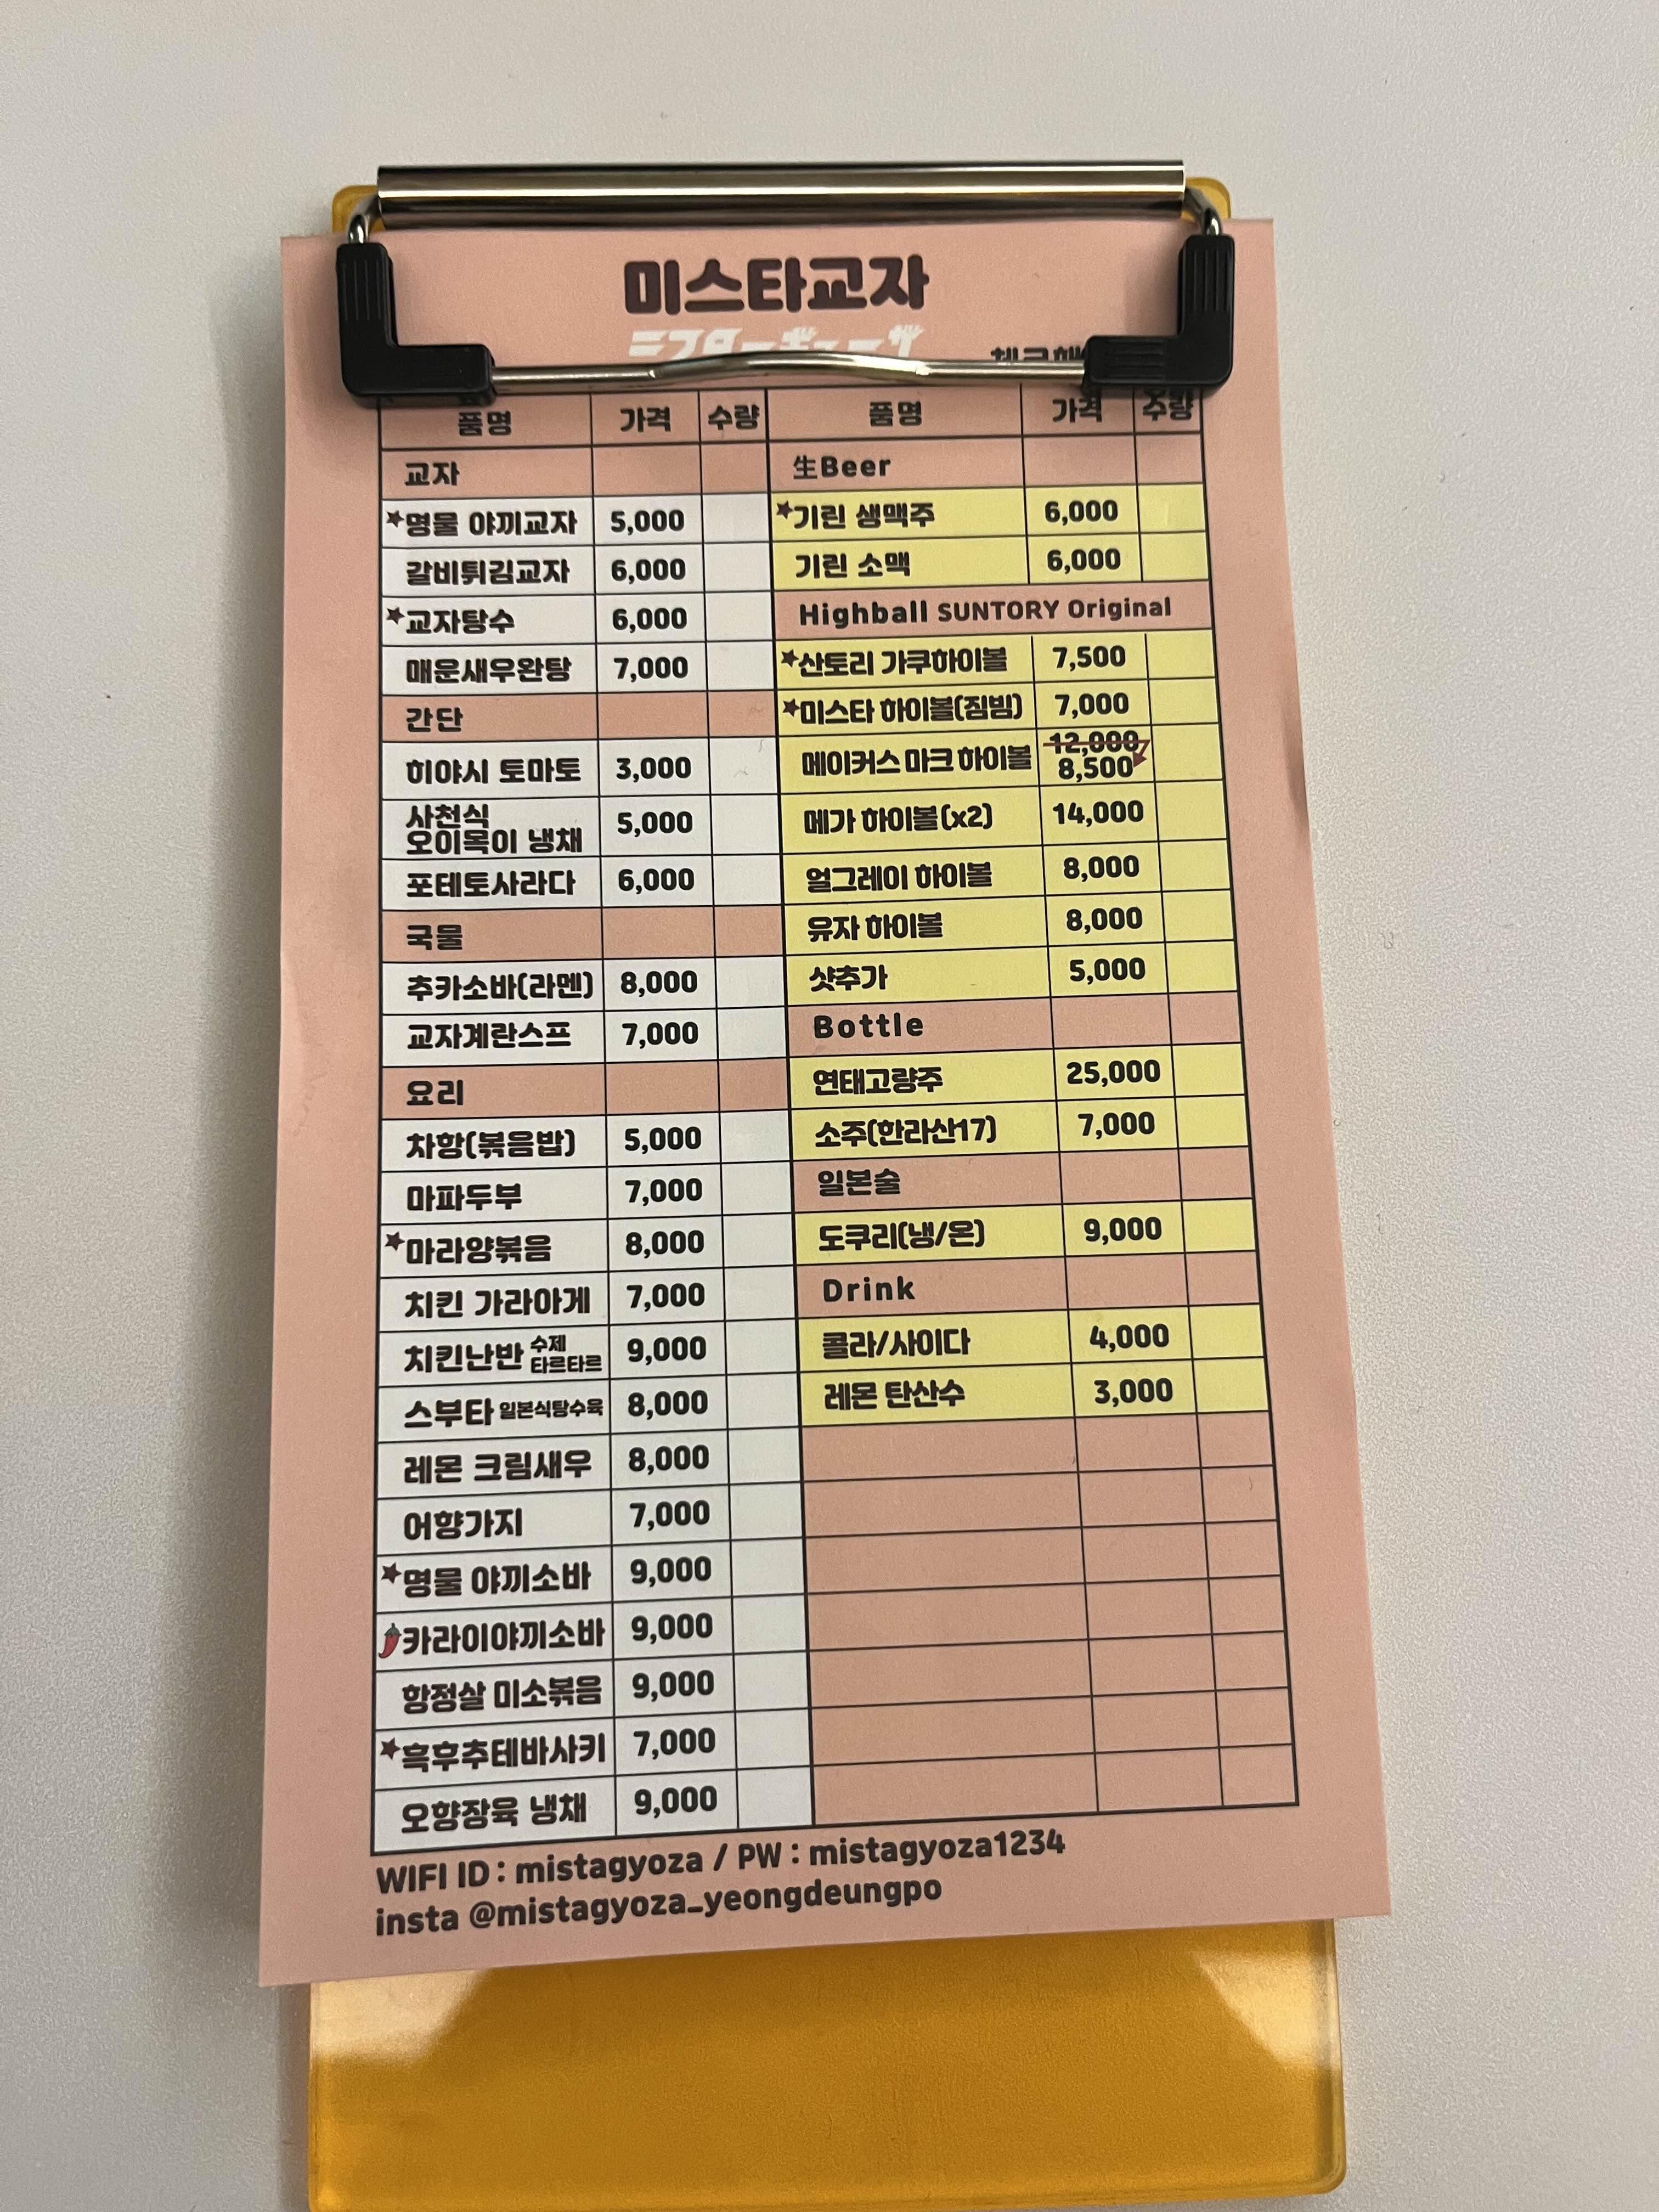 미스타교자
ミスターギョーザ
품명 가격 수량
교자
★명물 야끼교자 5,000
갈비튀김교자 6,000
★교자탕수 6,000
매운새우완탕 7,000
간단
히야시 토마토 3,000
사천식
오이목이 냉채 5,000
포테토사라다 6,000
국물
추카소바(라멘) 8,000
교자계란스프 7,000
요리
차항(볶음밥) 5,000
마파두부 7,000
★마라양볶음 8,000
치킨 가라아게 7,000
치킨난반 수제 타르타르 9,000
스부타 일본식탕수육 8,000
레몬 크림새우 8,000
어향가지 7,000
★명물 야끼소바 9,000
카라이야끼소바 9,000
항정살 미소볶음 9,000
★흑후추테바사키 7,000
오향장육 냉채 9,000
품명 가격 수량
生Beer
★기린 생맥주 6,000
기린 소맥 6,000
Highball SUNTORY Original
★산토리 가쿠하이볼 7,500
★미스타 하이볼(짐빔) 7,000
메이커스 마크 하이볼 12,000 8,500
메가 하이볼(x2) 14,000
얼그레이 하이볼 8,000
유자 하이볼 8,000
샷추가 5,000
Bottle
연태고량주 25,000
소주(한라산17) 7,000
일본술
도쿠리(냉/온) 9,000
Drink
콜라/사이다 4,000
레몬 탄산수 3,000
WIFI ID : mistagyoza / PW : mistagyoza1234
insta @mistagyoza_yeongdeungpo